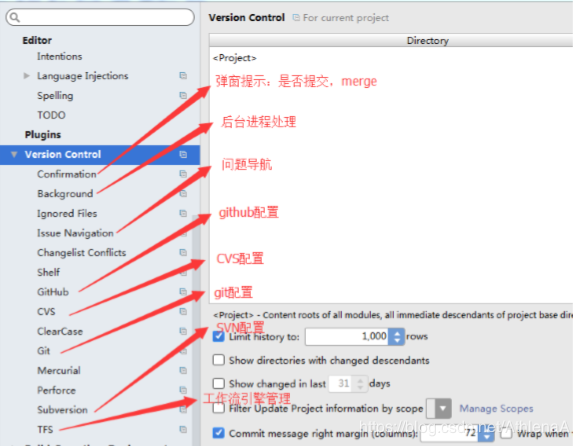 Version Control For current project
Editor
Intentions
Language Injections
Spelling
TODO
Plugins
Version Control
Confirmation
Background
Ignored Files
Issue Navigation
Changelist Conflicts
Shelf
GitHub
CVS
ClearCase
Git
Mercurial
Perforce
Subversion
TFS
Directory
<Project>
弹窗提示：是否提交，merge
后台进程处理
问题导航
github配置
CVS配置
git配置
<Project> - Content roots of all modules, all immediate descendants of project base dire
SVN配置
Limit history to: 1,000 rows
Show directories with changed descendants
Show changed in last 31 days
工作流引擎管理
Filter Update Project information by scope Manage Scopes
Commit message right margin (columns): 72 Wrap when